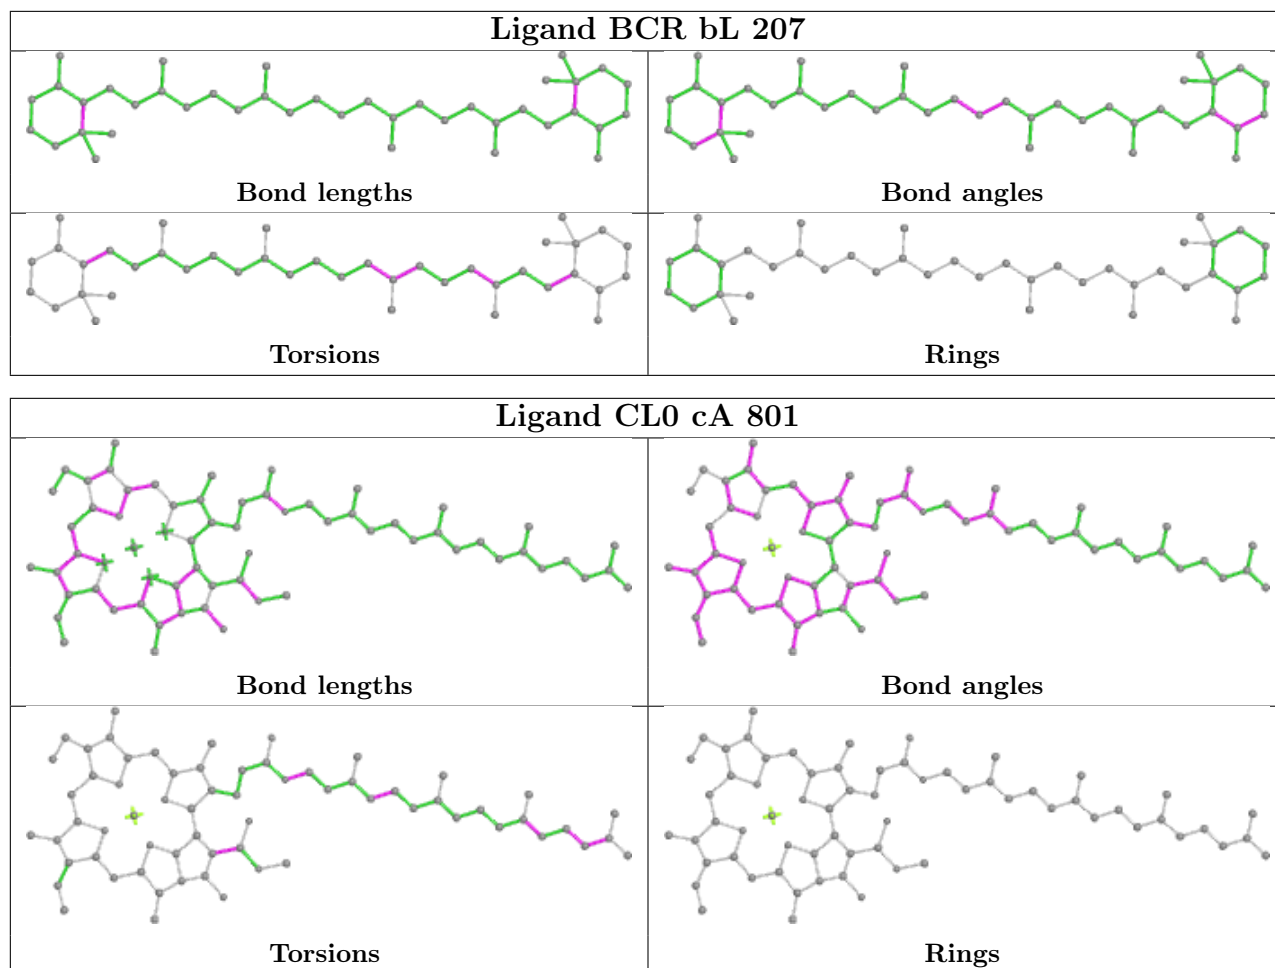 Ligand BCR bL 207
Bond lengths
Bond angles
Torsions
Rings
Ligand CL0 cA 801
Bond lengths
Bond angles
Torsions
Rings